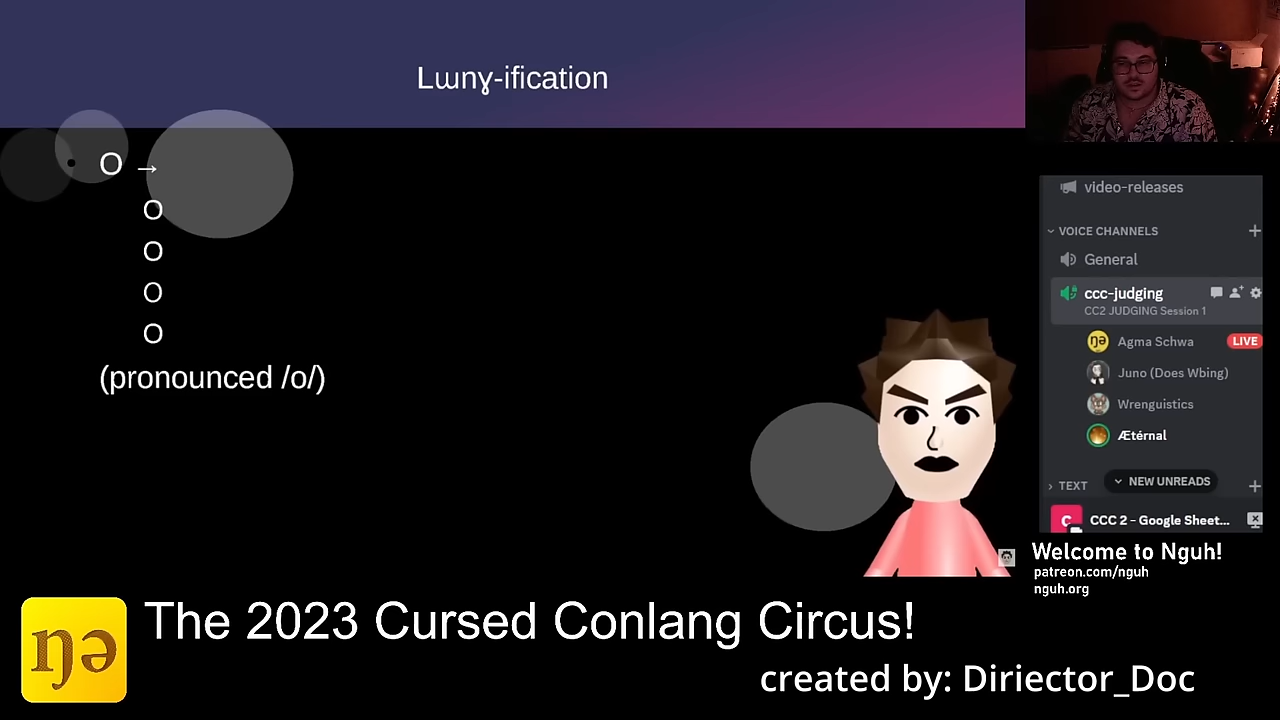 Lɯnɣ-ification
• O →
O
O
O
O
(pronounced /o/)
video-releases
VOICE CHANNELS
General
ccc-judging
CC2 JUDGING Session 1
ŋə Agma Schwa LIVE
Juno (Does Wbing)
Wrenguistics
Ætérnal
TEXT
NEW UNREADS
C CCC 2 - Google Sheet...
Welcome to Nguh!
patreon.com/nguh
nguh.org
ŋə
The 2023 Cursed Conlang Circus!
created by: Diriector_Doc